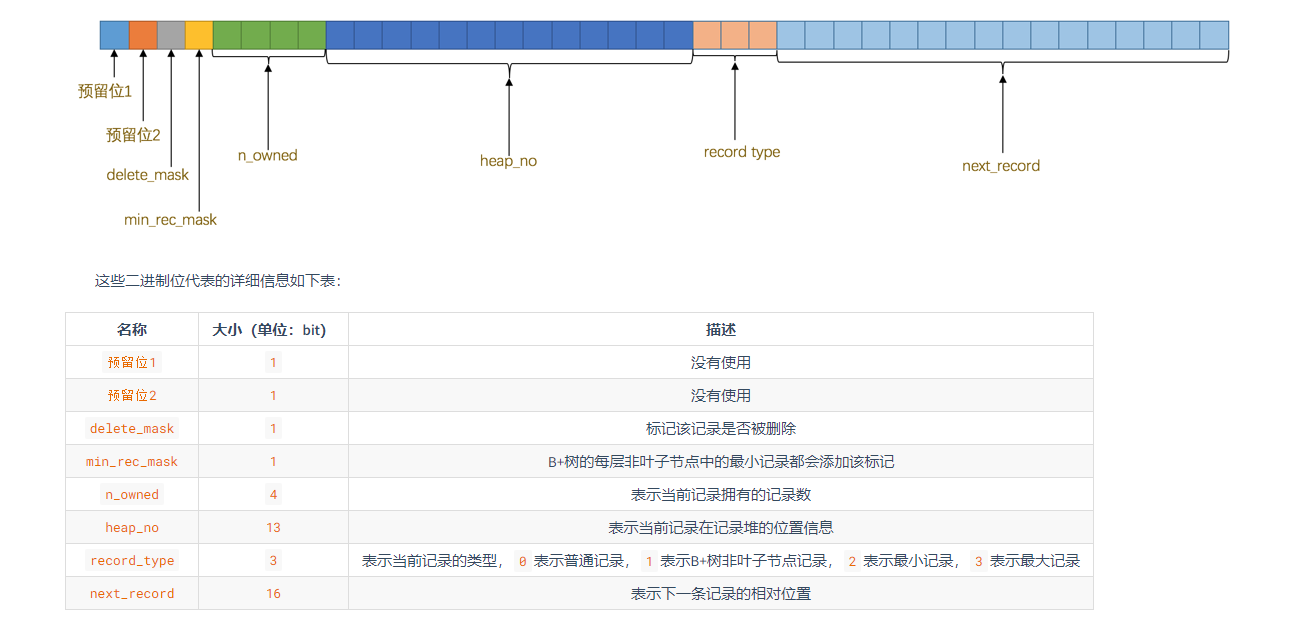 预留位1
预留位2
delete_mask
min_rec_mask
n_owned
heap_no
record type
next_record
这些二进制位代表的详细信息如下表：
名称 大小（单位：bit） 描述
预留位1 1 没有使用
预留位2 1 没有使用
delete_mask 1 标记该记录是否被删除
min_rec_mask 1 B+树的每层非叶子节点中的最小记录都会添加该标记
n_owned 4 表示当前记录拥有的记录数
heap_no 13 表示当前记录在记录堆的位置信息
record_type 3 表示当前记录的类型，0 表示普通记录，1 表示B+树非叶子节点记录，2 表示最小记录，3 表示最大记录
next_record 16 表示下一条记录的相对位置